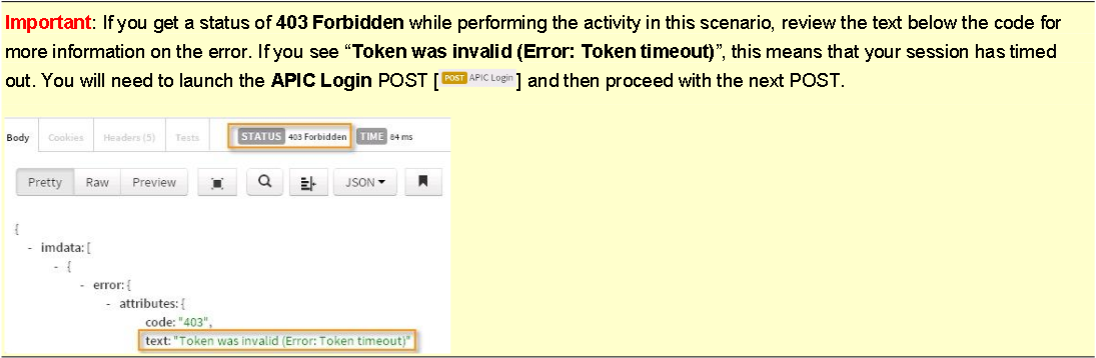 Important: If you get a status of 403 Forbidden while performing the activity in this scenario, review the text below the code for
more information on the error. If you see “Token was invalid (Error: Token timeout)”, this means that your session has timed
out. You will need to launch the APIC Login POST [ POST APIC Login ] and then proceed with the next POST.
Body Cookies Headers (5) Tests STATUS 403 Forbidden TIME 84 ms
Pretty Raw Preview JSON
{
- imdata: [
- {
- error: {
- attributes: {
code: "403",
text: "Token was invalid (Error: Token timeout)"